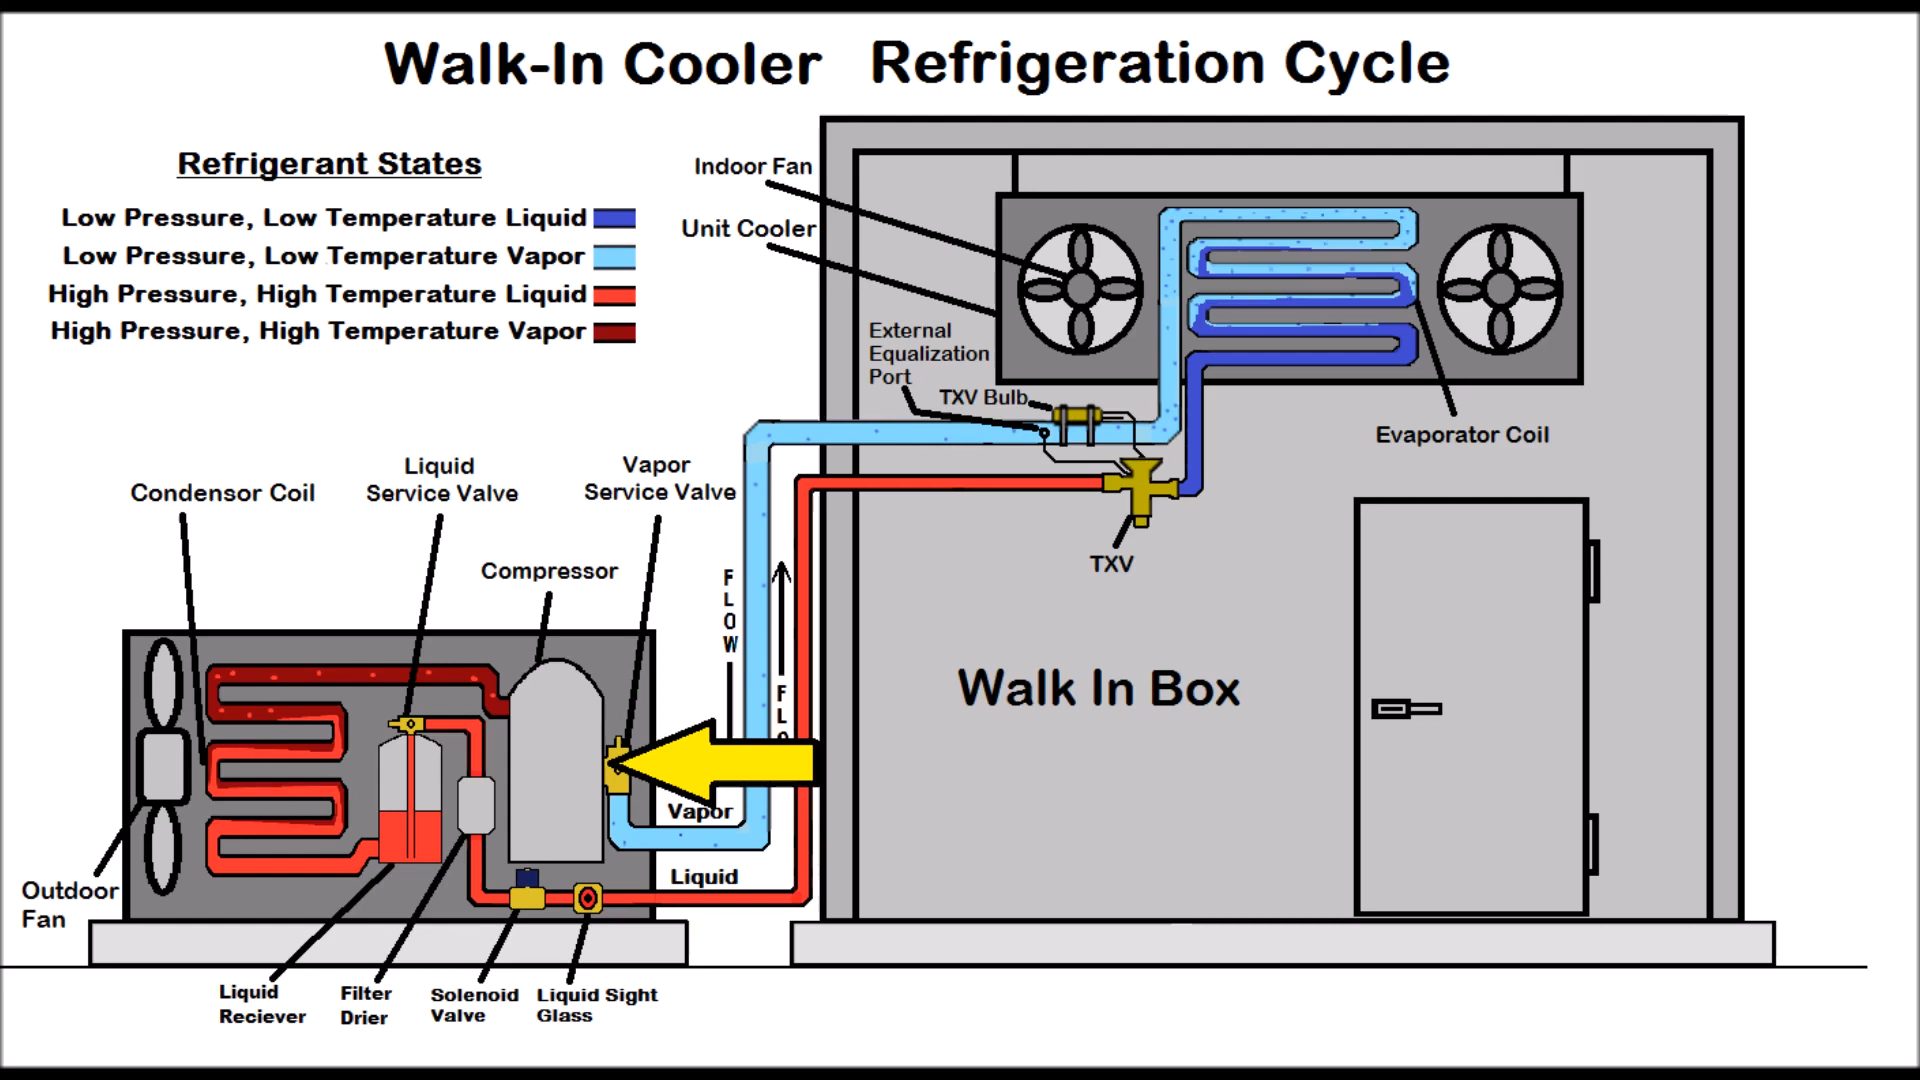 Walk-In Cooler Refrigeration Cycle
Refrigerant States
Low Pressure, Low Temperature Liquid
Low Pressure, Low Temperature Vapor
High Pressure, High Temperature Liquid
High Pressure, High Temperature Vapor
Indoor Fan
Unit Cooler
External
Equalization
Port
TXV Bulb
Evaporator Coil
TXV
Condensor Coil
Liquid
Service Valve
Vapor
Service Valve
Compressor
FLOW
FLO
Walk In Box
Vapor
Liquid
Outdoor
Fan
Liquid
Reciever
Filter
Drier
Solenoid
Valve
Liquid Sight
Glass